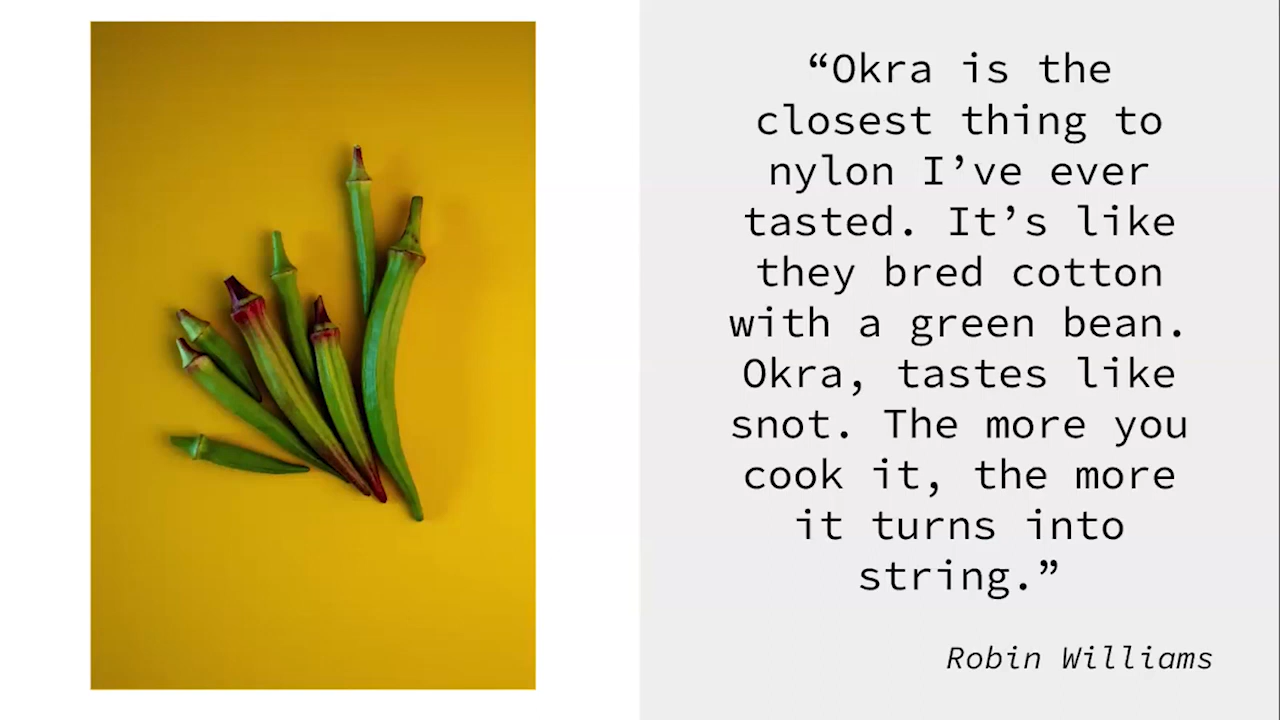 “Okra is the
closest thing to
nylon I’ve ever
tasted. It’s like
they bred cotton
with a green bean.
Okra, tastes like
snot. The more you
cook it, the more
it turns into
string.”
Robin Williams